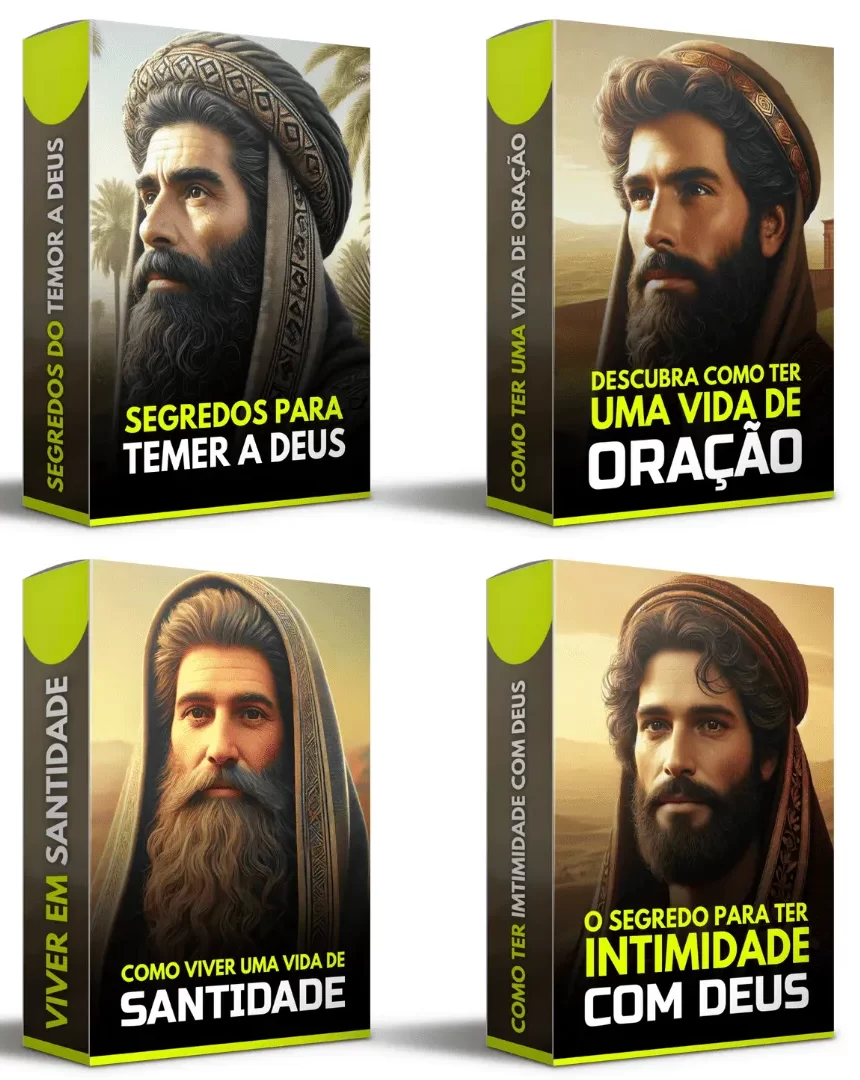 SEGREDOS DO TEMOR A DEUS
SEGREDOS PARA
TEMER A DEUS
COMO TER UMA VIDA DE ORAÇÃO
DESCUBRA COMO TER
UMA VIDA DE
ORAÇÃO
VIVER EM SANTIDADE
COMO VIVER UMA VIDA DE
SANTIDADE
COMO TER IMTIMIDADE COM DEUS
O SEGREDO PARA TER
INTIMIDADE
COM DEUS